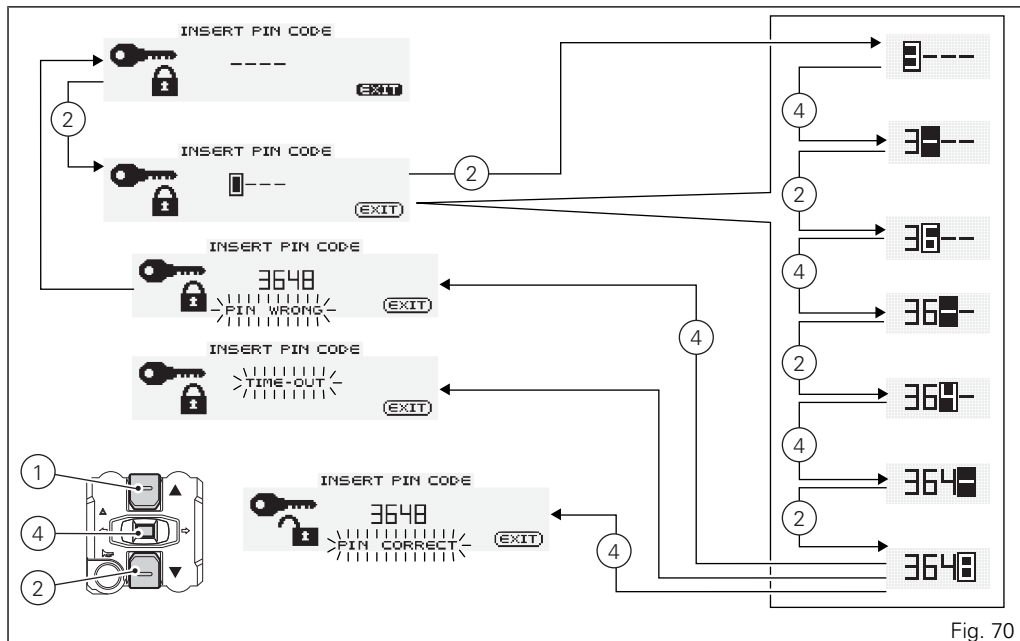 INSERT PIN CODE
----
EXIT
2
INSERT PIN CODE
---
EXIT
2
INSERT PIN CODE
3648
PIN WRONG
EXIT
INSERT PIN CODE
TIME-OUT
EXIT
4
INSERT PIN CODE
3648
PIN CORRECT
EXIT
4
1
4
2
8---
4
3---
2
36--
4
36--
2
364-
4
364-
2
3648
Fig. 70